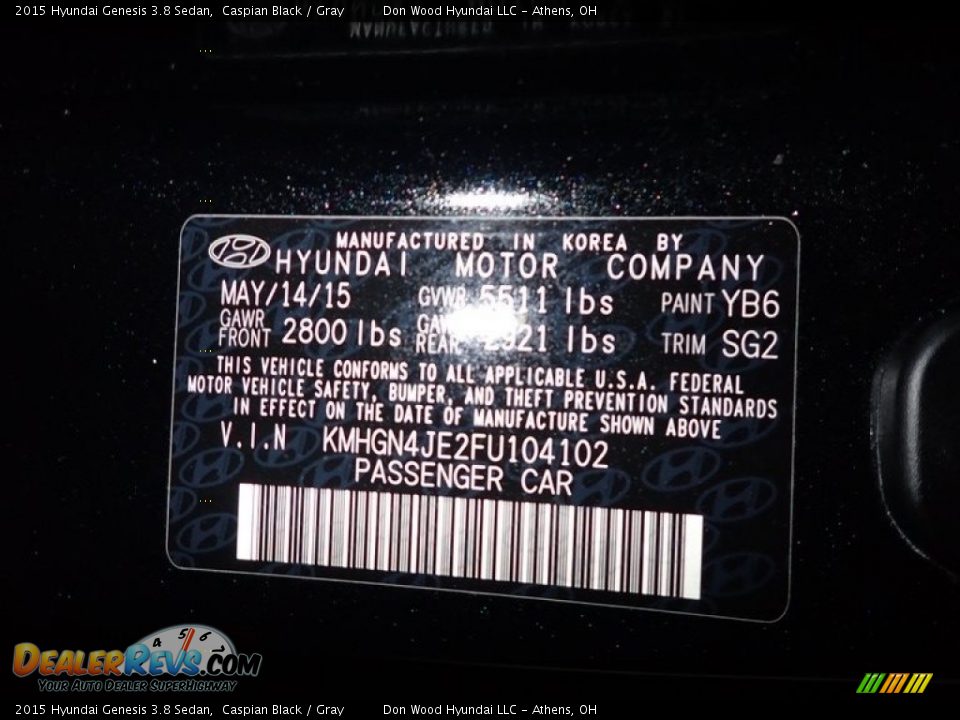 2015 Hyundai Genesis 3.8 Sedan, Caspian Black / Gray Don Wood Hyundai LLC - Athens, OH
MANUFACTURED IN KOREA BY
HYUNDAI MOTOR COMPANY
MAY/14/15 GVWR 5511 lbs PAINT YB6
GAWR FRONT 2800 lbs GAWR REAR lbs TRIM SG2
THIS VEHICLE CONFORMS TO ALL APPLICABLE U.S.A. FEDERAL
MOTOR VEHICLE SAFETY, BUMPER, AND THEFT PREVENTION STANDARDS
IN EFFECT ON THE DATE OF MANUFACTURE SHOWN ABOVE
V.I.N KMHGN4JE2FU104102
PASSENGER CAR
4 5 6
DEALERREVS.COM
YOUR AUTO DEALER SUPERHIGHWAY
2015 Hyundai Genesis 3.8 Sedan, Caspian Black / Gray Don Wood Hyundai LLC - Athens, OH